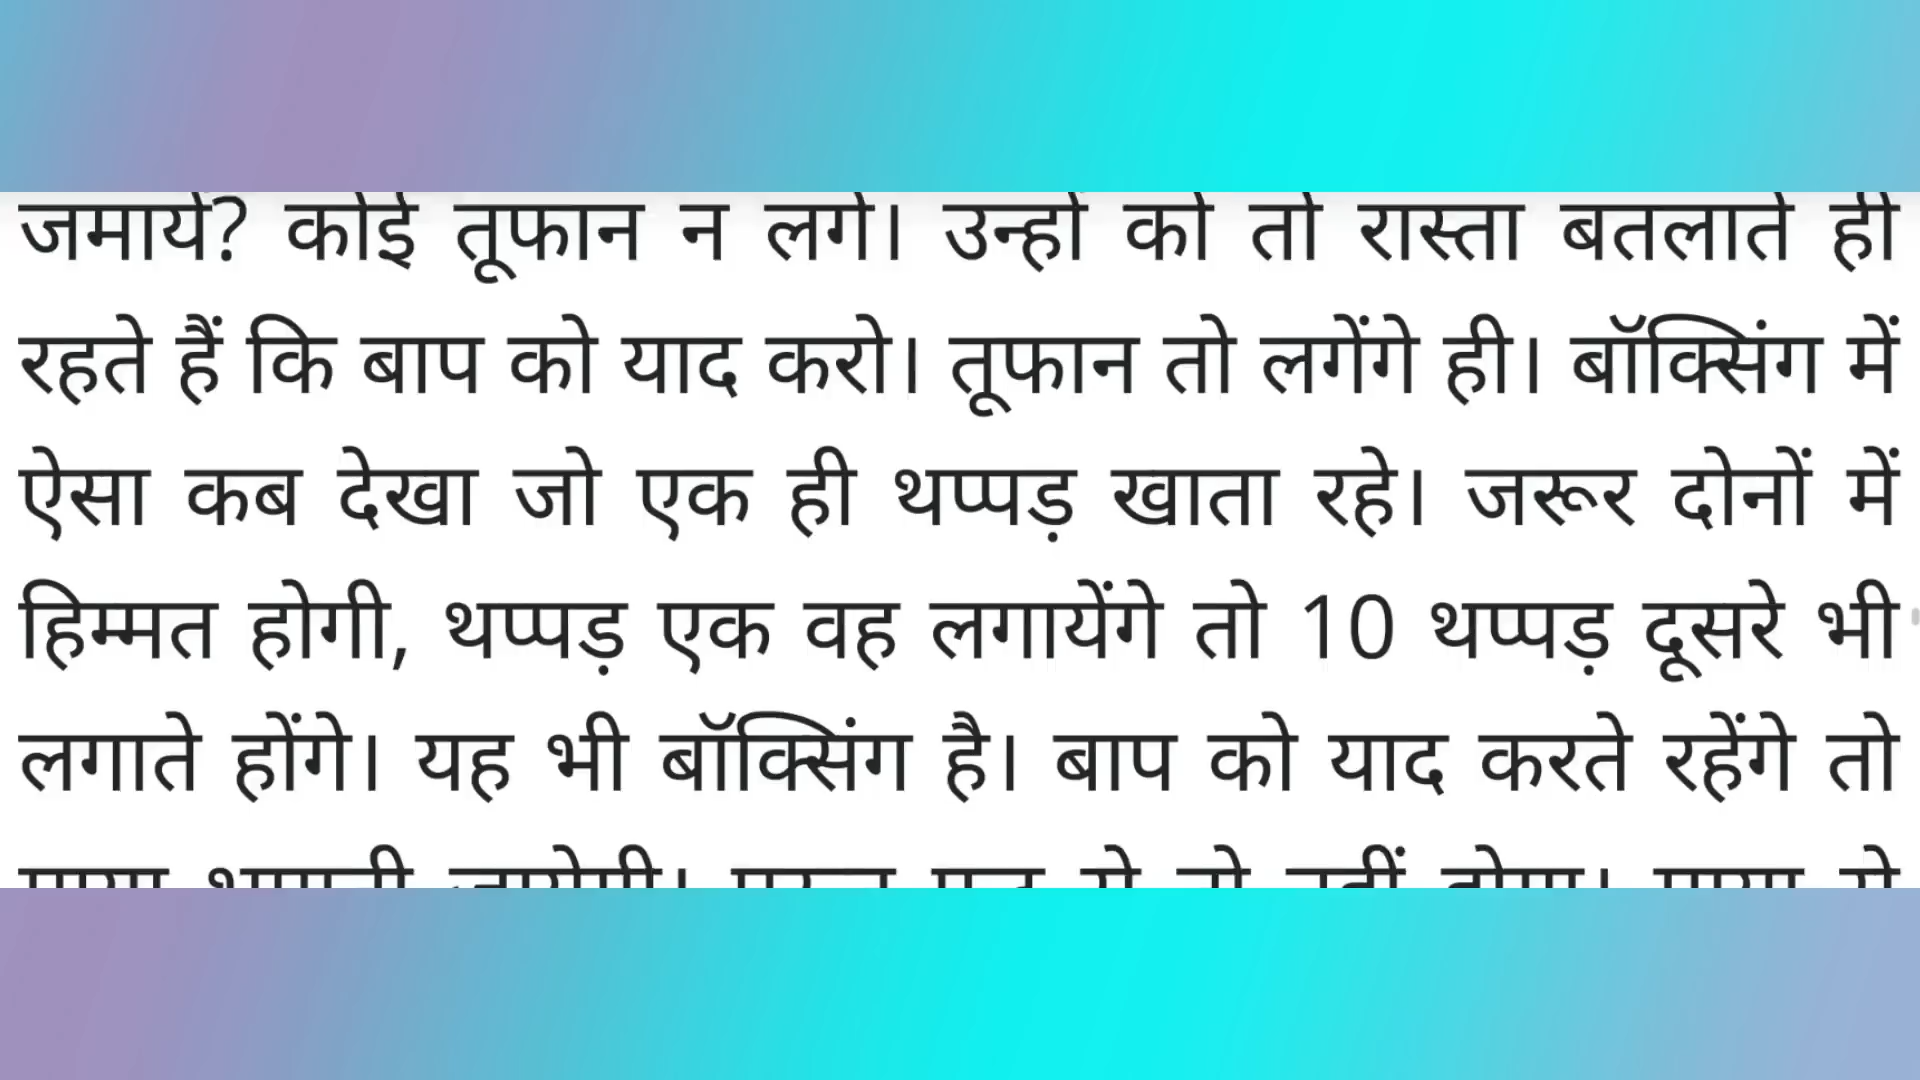 जमाये? कोई तूफान न लगे। उन्हों को तो रास्ता बतलाते ही
रहते हैं कि बाप को याद करो। तूफान तो लगेंगे ही। बॉक्सिंग में
ऐसा कब देखा जो एक ही थप्पड़ खाता रहे। जरूर दोनों में
हिम्मत होगी, थप्पड़ एक वह लगायेंगे तो 10 थप्पड़ दूसरे भी
लगाते होंगे। यह भी बॉक्सिंग है। बाप को याद करते रहेंगे तो